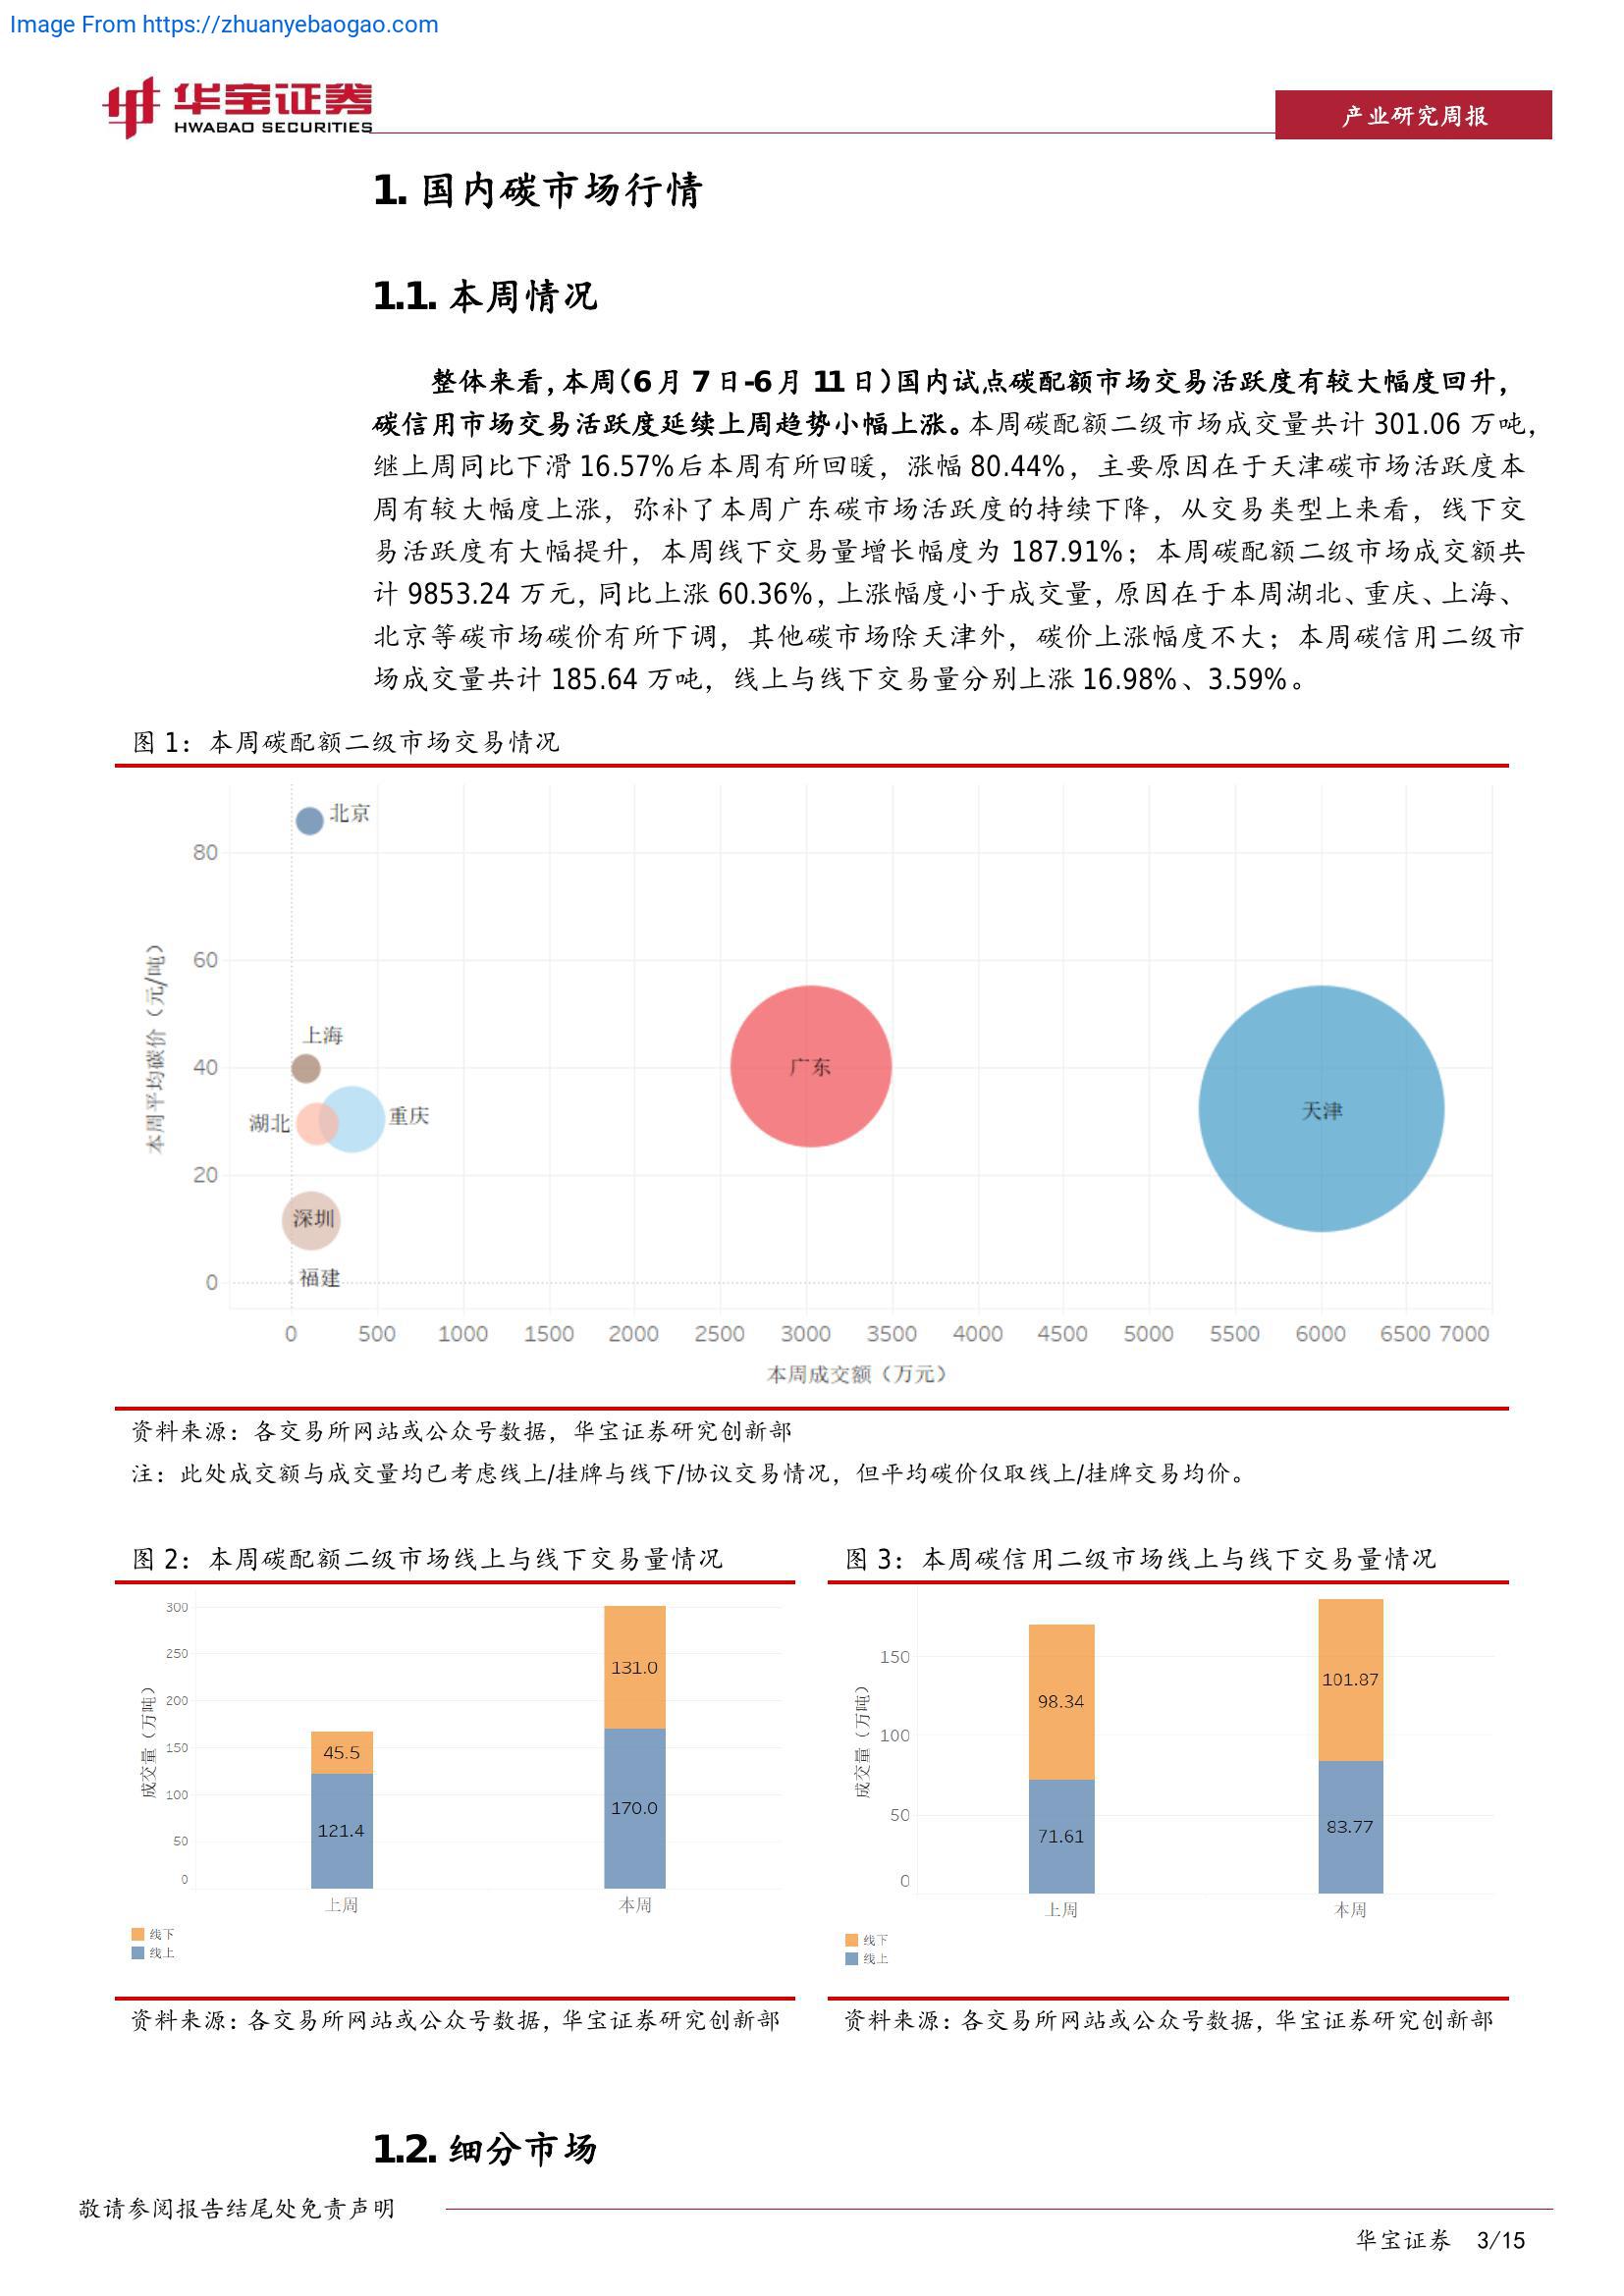 Image From https://zhuanyebaogao.com
华宝证券
HWABAO SECURITIES
产业研究周报
1. 国内碳市场行情
1.1. 本周情况
整体来看，本周（6月 7日-6月 11日）国内试点碳配额市场交易活跃度有较大幅度回升，
碳信用市场交易活跃度延续上周趋势小幅上涨。本周碳配额二级市场成交量共计 301.06 万吨，
继上周同比下滑 16.57%后本周有所回暖，涨幅 80.44%，主要原因在于天津碳市场活跃度本
周有较大幅度上涨，弥补了本周广东碳市场活跃度的持续下降，从交易类型上来看，线下交
易活跃度有大幅提升，本周线下交易量增长幅度为 187.91%；本周碳配额二级市场成交额共
计 9853.24 万元，同比上涨 60.36%，上涨幅度小于成交量，原因在于本周湖北、重庆、上海、
北京等碳市场碳价有所下调，其他碳市场除天津外，碳价上涨幅度不大；本周碳信用二级市
场成交量共计 185.64 万吨，线上与线下交易量分别上涨 16.98%、3.59%。
图 1：本周碳配额二级市场交易情况
本周平均碳价（元/吨）
80
60
40
20
0
北京
上海
湖北
重庆
深圳
福建
广东
天津
0 500 1000 1500 2000 2500 3000 3500 4000 4500 5000 5500 6000 6500 7000
本周成交额（万元）
资料来源：各交易所网站或公众号数据，华宝证券研究创新部
注：此处成交额与成交量均已考虑线上/挂牌与线下/协议交易情况，但平均碳价仅取线上/挂牌交易均价。
图 2：本周碳配额二级市场线上与线下交易量情况
成交量（万吨）
300
250
200
150
100
50
0
45.5
121.4
131.0
170.0
上周 本周
线下
线上
资料来源：各交易所网站或公众号数据，华宝证券研究创新部
图 3：本周碳信用二级市场线上与线下交易量情况
成交量（万吨）
150
100
50
0
98.34
71.61
101.87
83.77
上周 本周
线下
线上
资料来源：各交易所网站或公众号数据，华宝证券研究创新部
1.2. 细分市场
敬请参阅报告结尾处免责声明
华宝证券 3/15